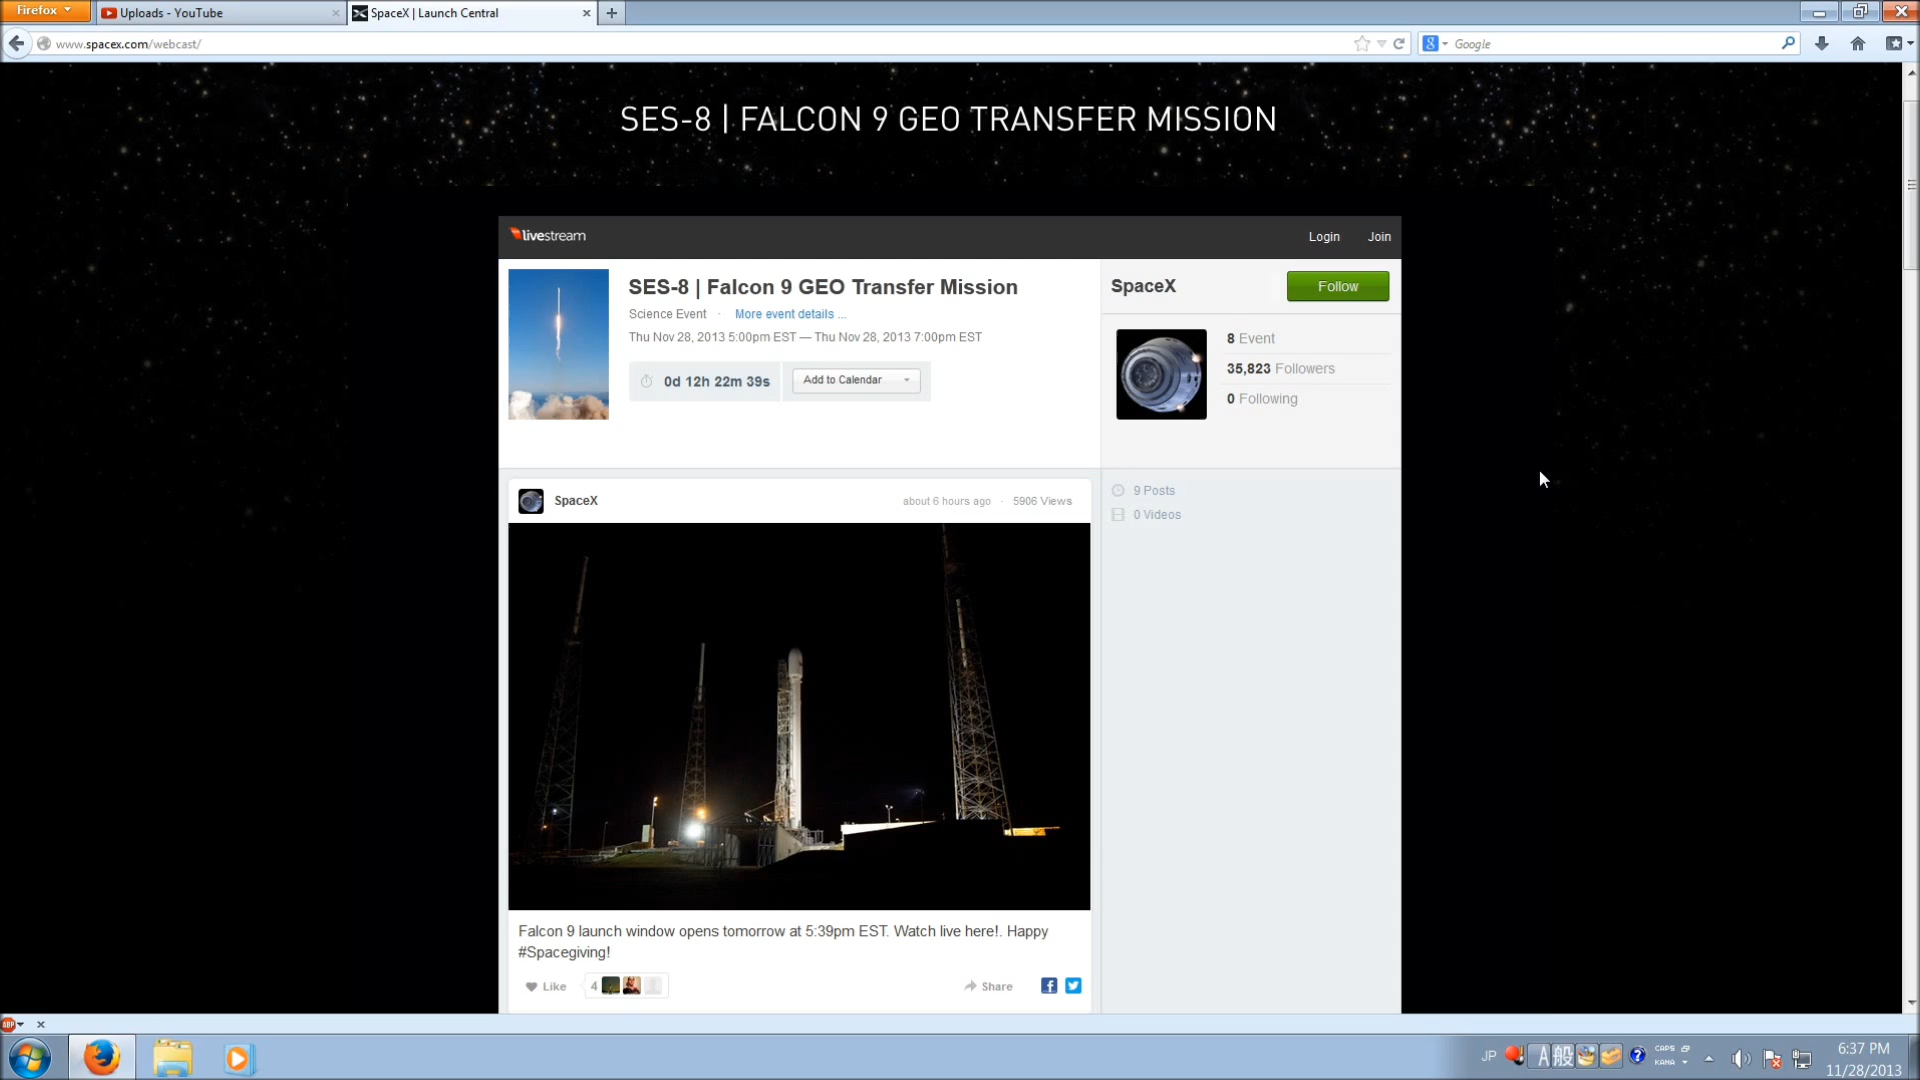 Firefox
Uploads - YouTube
SpaceX | Launch Central
www.spacex.com/webcast/
Google
SES-8 | FALCON 9 GEO TRANSFER MISSION
livestream
Login
Join
SES-8 | Falcon 9 GEO Transfer Mission
Science Event · More event details ...
Thu Nov 28, 2013 5:00pm EST — Thu Nov 28, 2013 7:00pm EST
0d 12h 22m 39s
Add to Calendar
SpaceX
Follow
8 Event
35,823 Followers
0 Following
SpaceX
about 6 hours ago · 5906 Views
9 Posts
0 Videos
Falcon 9 launch window opens tomorrow at 5:39pm EST. Watch live here!. Happy
#Spacegiving!
Like
4
Share
ABP
JP
A般
CAPS
KANA
6:37 PM
11/28/2013